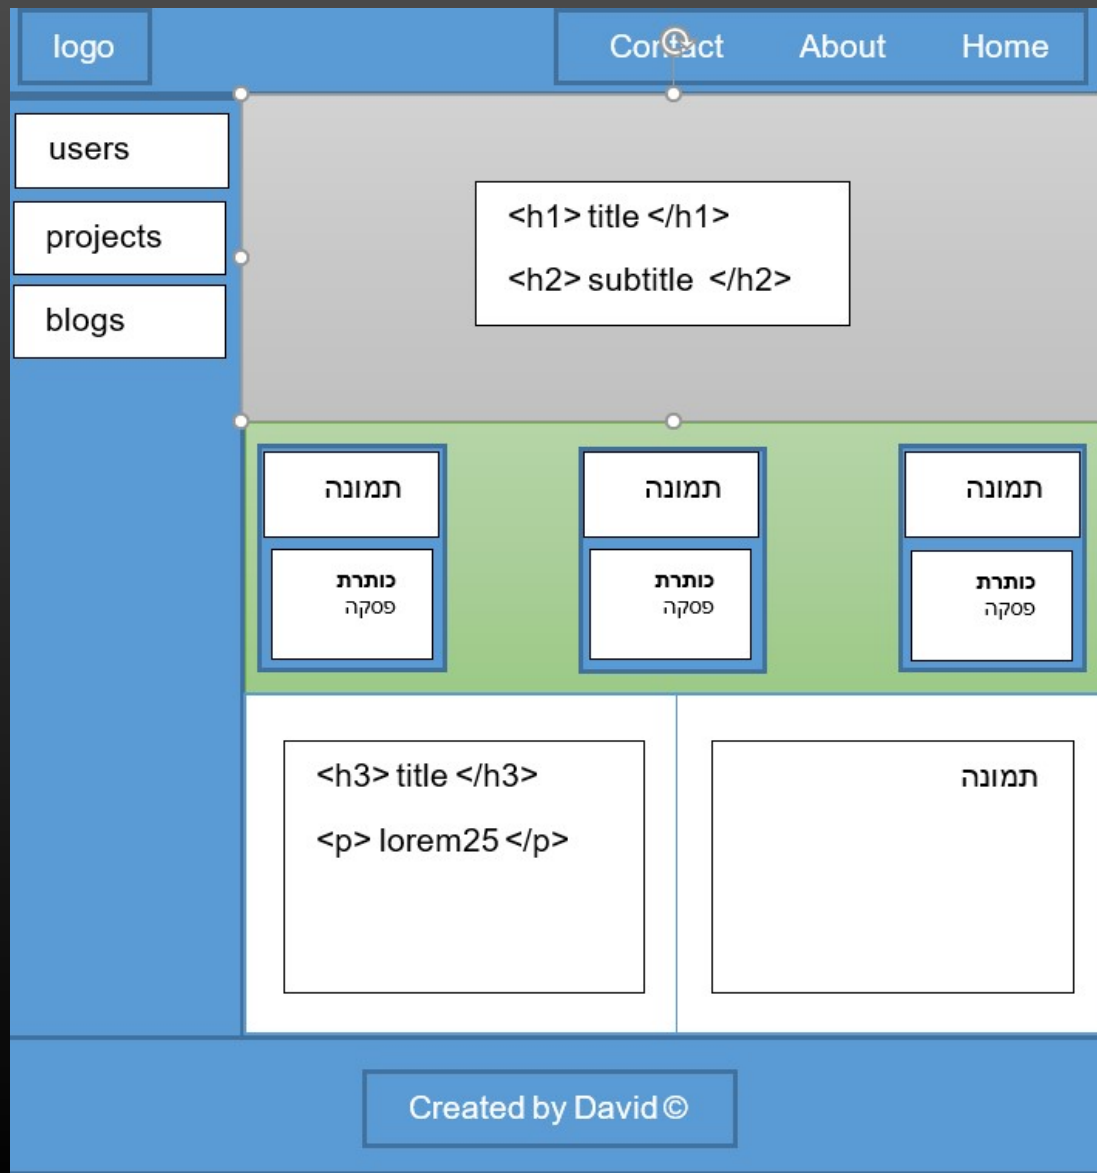 logo
Contact About Home
users
projects
blogs
<h1> title </h1>
<h2> subtitle </h2>
תמונה
כותרת
פסקה
תמונה
כותרת
פסקה
תמונה
כותרת
פסקה
<h3> title </h3>
<p> lorem25 </p>
תמונה
Created by David ©